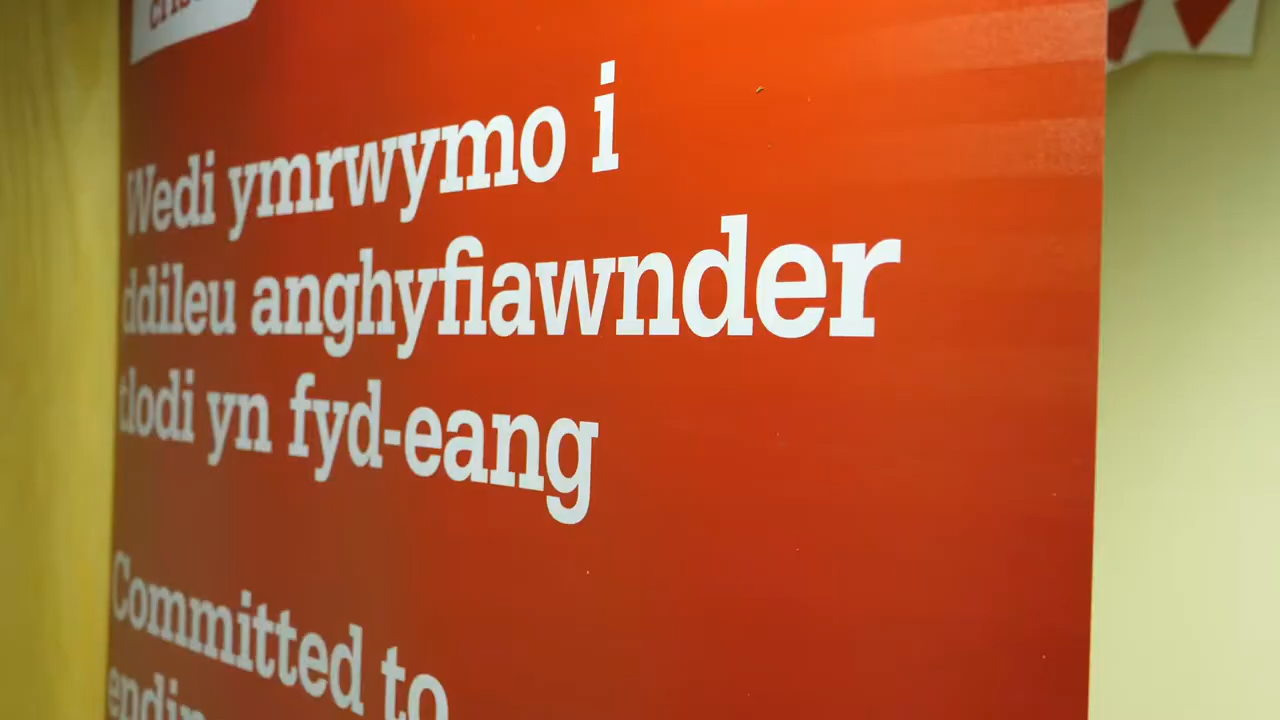 Wedi ymrwymo i
ddileu anghyfiawnder
tlodi yn fyd-eang
Committed to